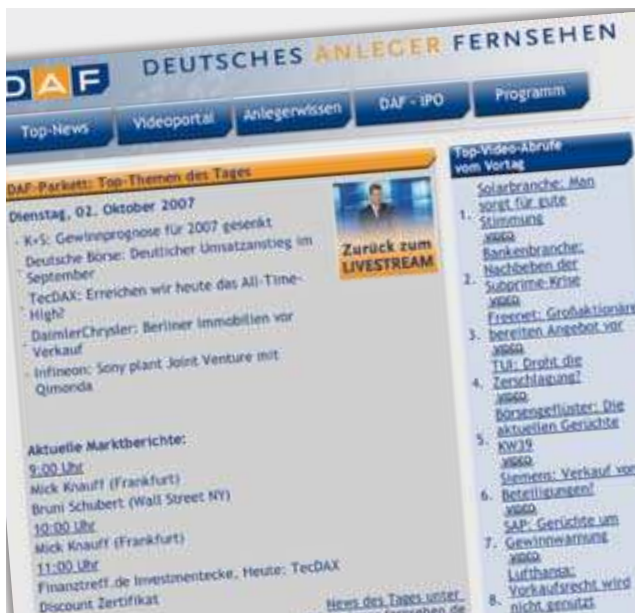 DAF
DEUTSCHES ANLEGER FERNSEHEN
Top-News
Videoportal
Anlegerwissen
DAF - IPO
Programm
DAF-Parkett: Top-Themen des Tages
Dienstag, 02. Oktober 2007
- K+S: Gewinnprognose für 2007 gesenkt
- Deutsche Börse: Deutlicher Umsatzanstieg im
September
- TecDAX: Erreichen wir heute das All-Time-
High?
- DaimlerChrysler: Berliner Immobilien vor
Verkauf
- Infineon: Sony plant Joint Venture mit
Qimonda
Zurück zum
LIVESTREAM
Aktuelle Marktberichte:
9:00 Uhr
Mick Knauff (Frankfurt)
Bruni Schubert (Wall Street NY)
10:00 Uhr
Mick Knauff (Frankfurt)
11:00 Uhr
Finanztreff.de Investmentecke, Heute: TecDAX
Discount Zertifikat
News des Tages unter
Top-Video-Abrufe
vom Vortag
Solarbranche: Man
sorgt für gute
1. Stimmung
VIDEO
Bankenbranche:
Nachbeben der
2. Subprime-Krise
VIDEO
Freenet: Großaktionäre
3. bereiten Angebot vor
VIDEO
TUI: Droht die
4. Zerschlagung?
VIDEO
Börsengeflüster: Die
aktuellen Gerüchte
5. KW39
VIDEO
Siemens: Verkauf von
6. Beteiligungen?
VIDEO
SAP: Gerüchte um
7. Gewinnwarnung
VIDEO
Lufthansa:
Vorkaufsrecht wird
8. nicht genutzt